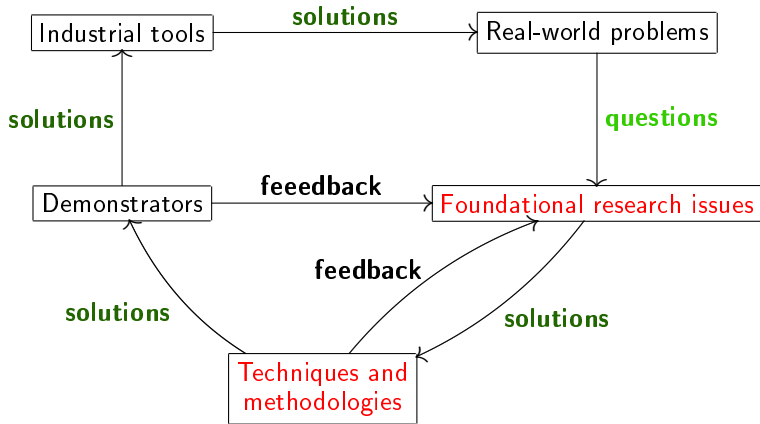 solutions
Industrial tools
Real-world problems
solutions
questions
feeedback
Demonstrators
Foundational research issues
feedback
solutions
solutions
Techniques and
methodologies